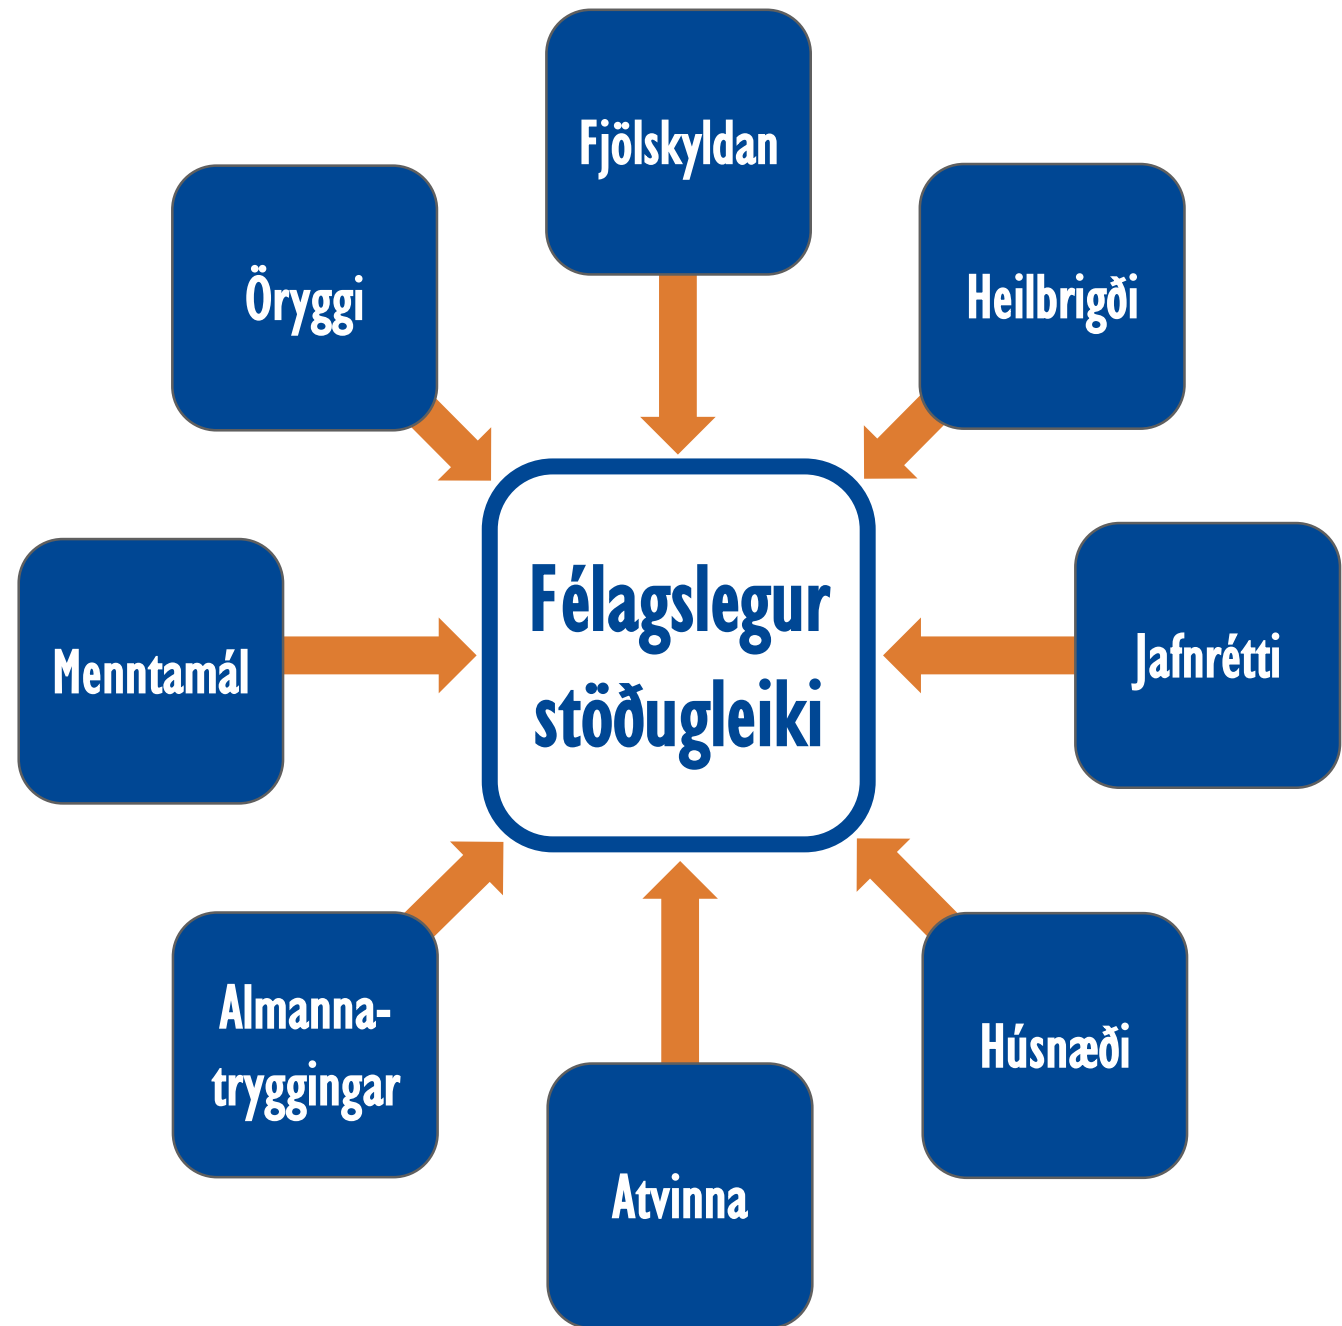 Fjölskyldan
Öryggi
Heilbrigði
Félagslegur
stöðugleiki
Menntamál
Jafnrétti
Almanna-
tryggingar
Húsnæði
Atvinna